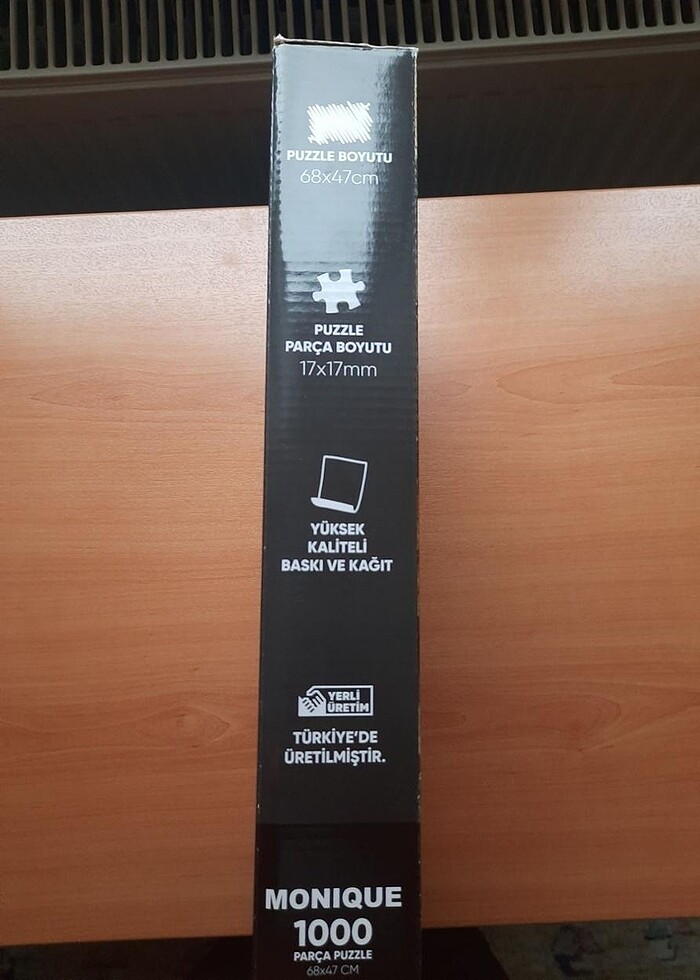 PUZZLE BOYUTU
68x47cm
PUZZLE
PARÇA BOYUTU
17x17mm
YÜKSEK
KALİTELİ
BASKI VE KAĞIT
YERLİ
ÜRETİM
TÜRKİYE'DE
ÜRETİLMİŞTİR.
MONIQUE
1000
PARÇA PUZZLE
68x47 CM